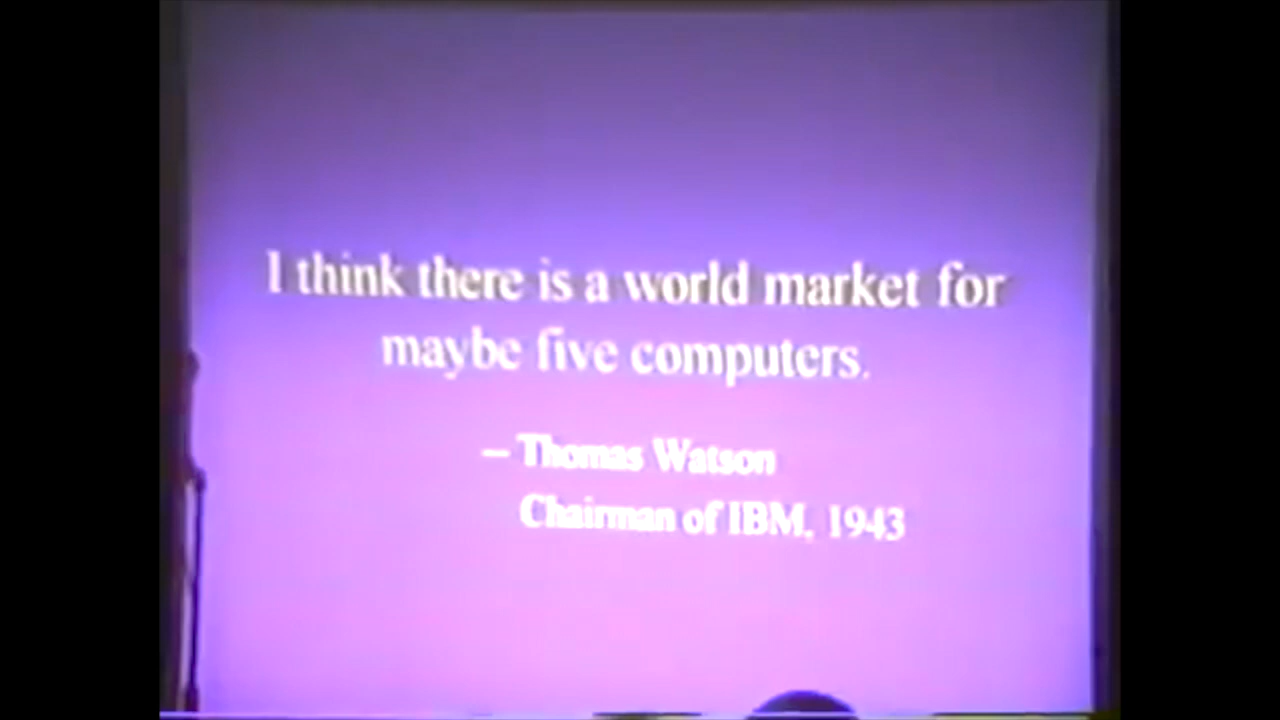 I think there is a world market for
maybe five computers.
– Thomas Watson
Chairman of IBM, 1943